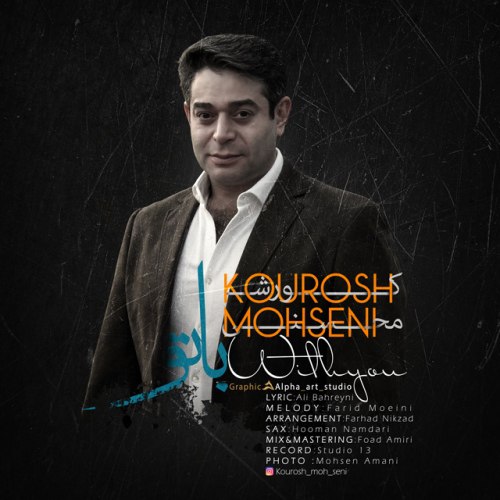 KOUROSH
کورش
MOHSENI
محسنی
با تو
With you
Graphic Alpha_art_studio
LYRIC:Ali Bahreyni
MELODY:Farid Moeini
ARRANGEMENT:Farhad Nikzad
SAX:Hooman Namdari
MIX&MASTERING:Foad Amiri
RECORD:Studio 13
PHOTO :Mohsen Amani
Kourosh_moh_seni